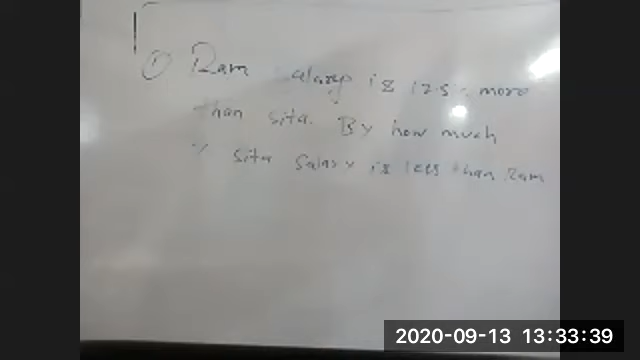 ① Ram salary is 12.5% more
than sita. By how much
% sita salary is less than Ram
2020-09-13 13:33:39